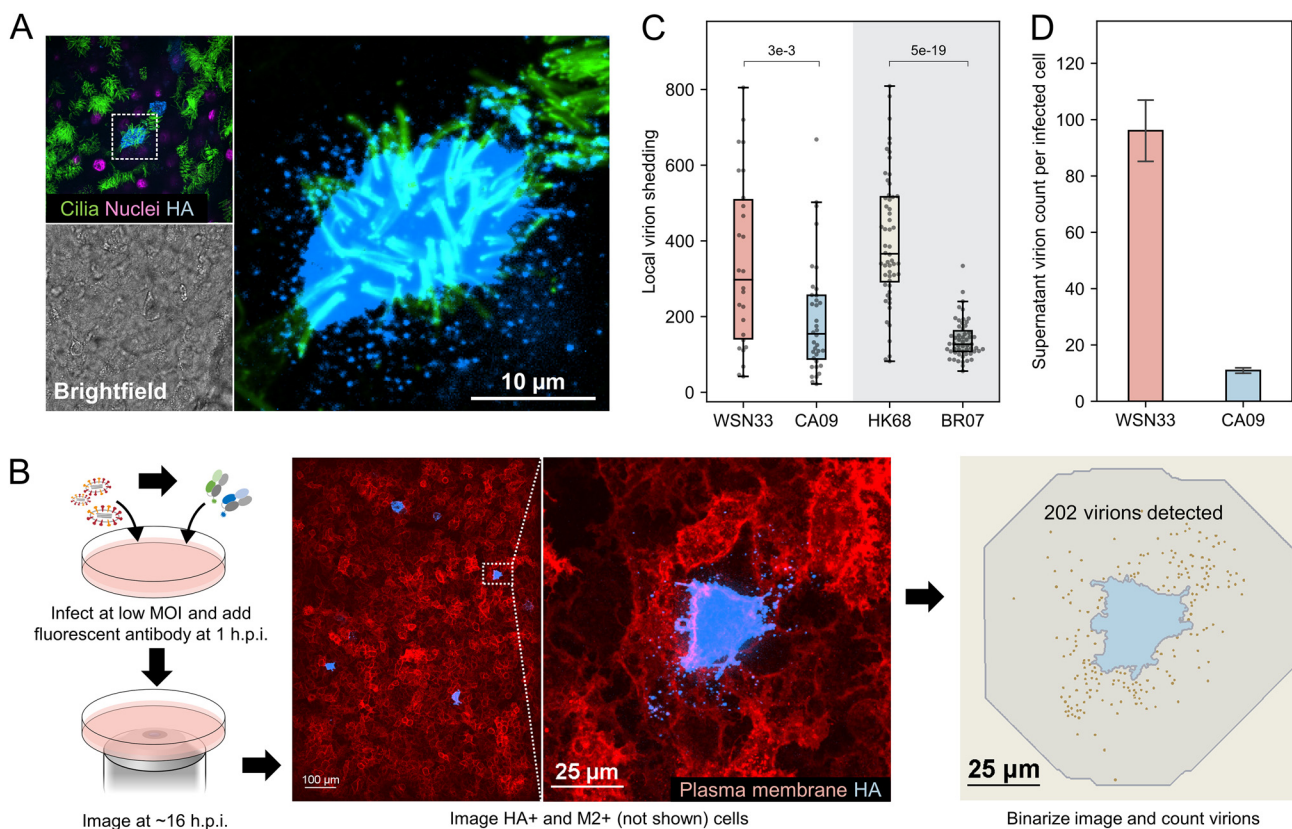 A
Cilia Nuclei HA
Brightfield
10 µm
C
3e-3
5e-19
Local virion shedding
800
600
400
200
0
WSN33
CA09
HK68
BR07
D
Supernatant virion count per infected cell
120
100
80
60
40
20
0
WSN33
CA09
B
Infect at low MOI and add
fluorescent antibody at 1 h.p.i.
Image at ~16 h.p.i.
100 µm
25 µm
Plasma membrane HA
Image HA+ and M2+ (not shown) cells
202 virions detected
25 µm
Binarize image and count virions